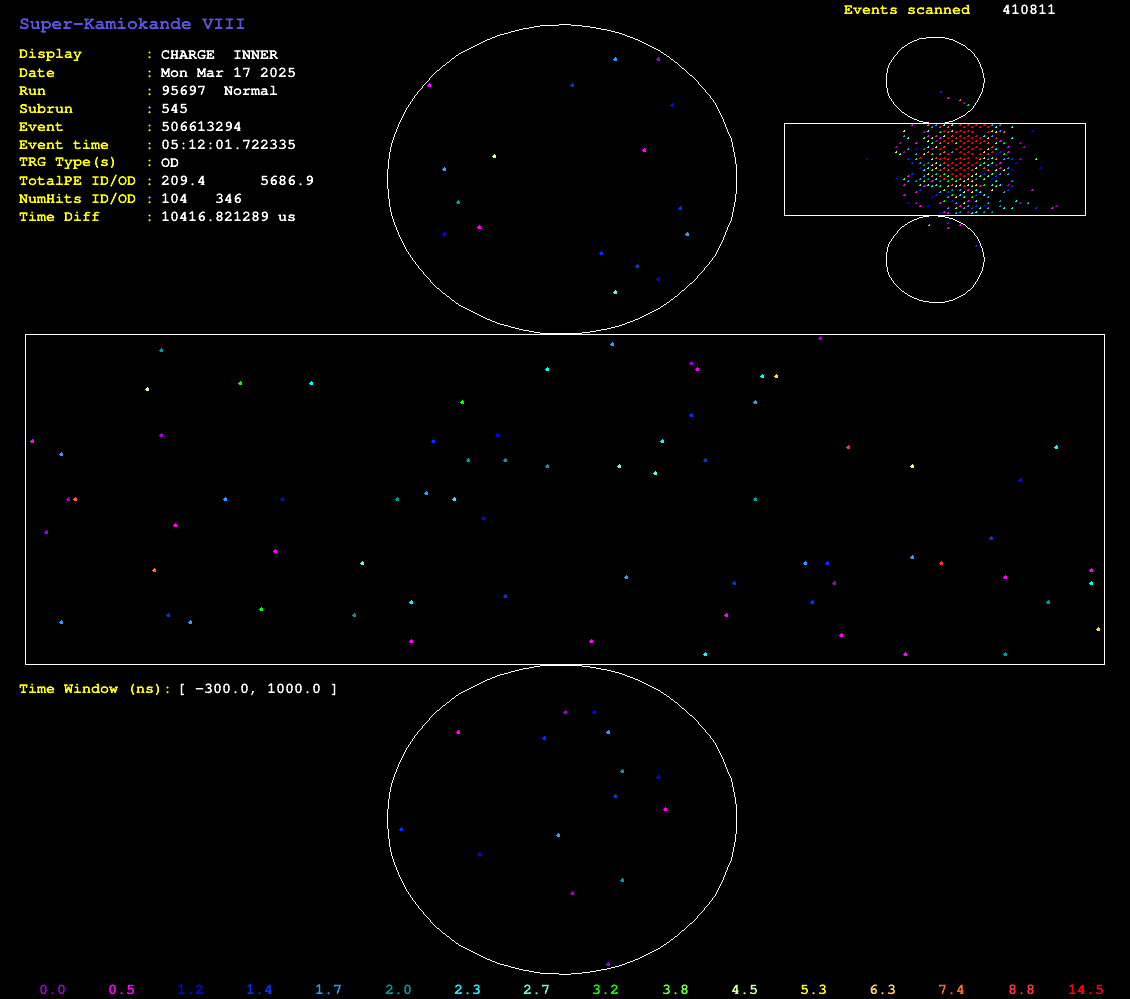 Super-Kamiokande VIII
Events scanned 410811
Display : CHARGE INNER
Date : Mon Mar 17 2025
Run : 95697 Normal
Subrun : 545
Event : 506613294
Event time : 05:12:01.722335
TRG Type(s) : OD
TotalPE ID/OD : 209.4 5686.9
NumHits ID/OD : 104 346
Time Diff : 10416.821289 us
Time Window (ns): [ -300.0, 1000.0 ]
0.0 0.5 1.2 1.4 1.7 2.0 2.3 2.7 3.2 3.8 4.5 5.3 6.3 7.4 8.8 14.5